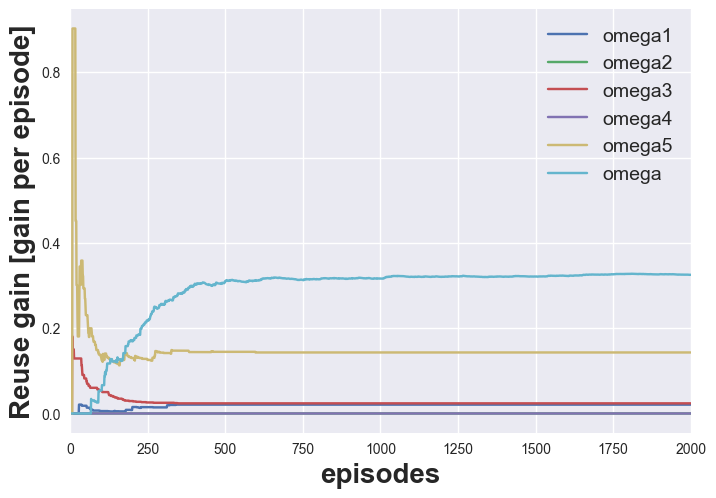 Reuse gain [gain per episode]
0.8
0.6
0.4
0.2
0.0
omega1
omega2
omega3
omega4
omega5
omega
0 250 500 750 1000 1250 1500 1750 2000
episodes